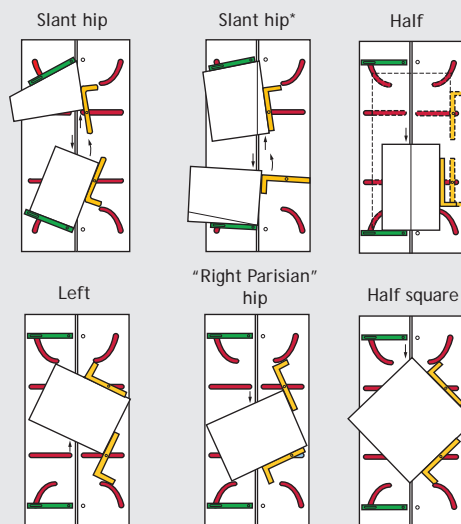 Slant hip
Slant hip*
Half
Left
“Right Parisian”
hip
Half square